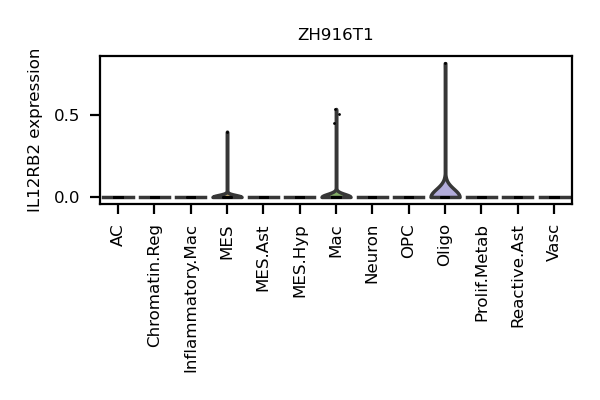 ZH916T1
IL12RB2 expression
0.5
0.0
AC
Chromatin.Reg
Inflammatory.Mac
MES
MES.Ast
MES.Hyp
Mac
Neuron
OPC
Oligo
Prolif.Metab
Reactive.Ast
Vasc